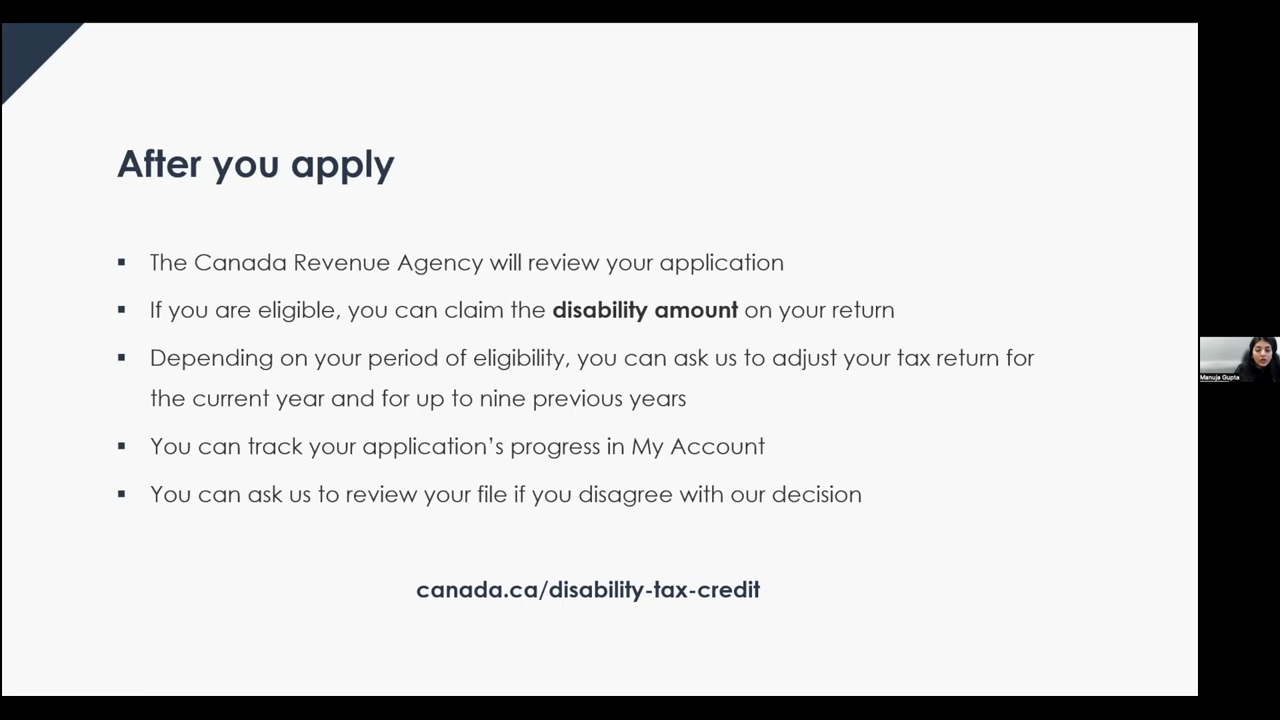 After you apply
▪ The Canada Revenue Agency will review your application
▪ If you are eligible, you can claim the disability amount on your return
▪ Depending on your period of eligibility, you can ask us to adjust your tax return for
the current year and for up to nine previous years
▪ You can track your application’s progress in My Account
▪ You can ask us to review your file if you disagree with our decision
canada.ca/disability-tax-credit
Manuja Gupta